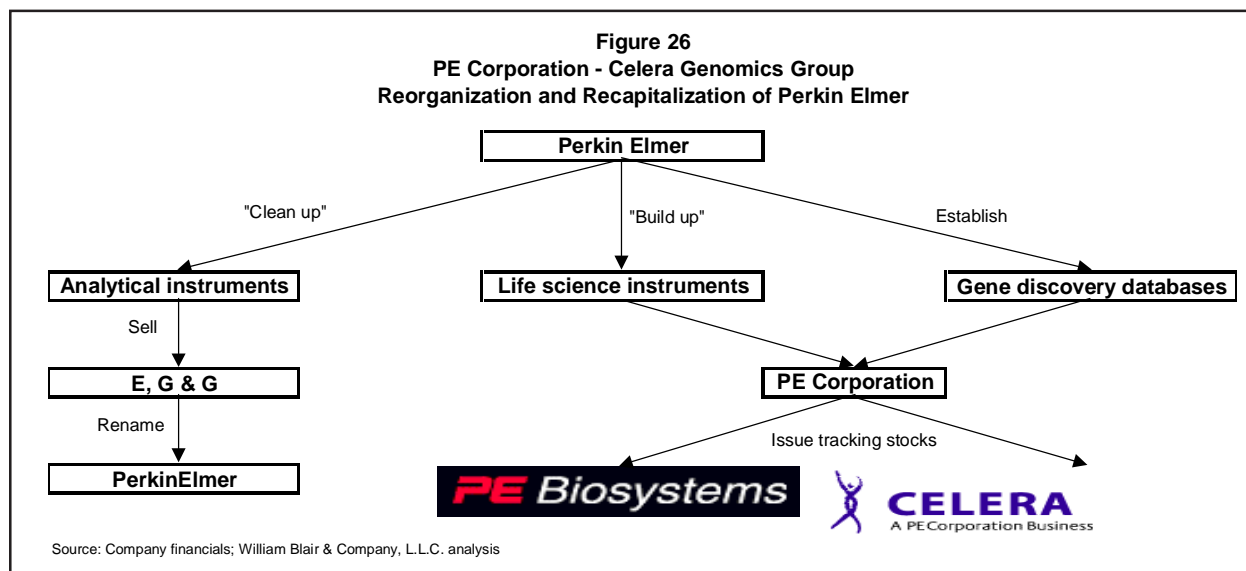 Figure 26
PE Corporation - Celera Genomics Group
Reorganization and Recapitalization of Perkin Elmer
Perkin Elmer
"Clean up"
"Build up"
Establish
Analytical instruments
Life science instruments
Gene discovery databases
Sell
E, G & G
PE Corporation
Rename
Issue tracking stocks
PerkinElmer
PE Biosystems
CELERA
A PE Corporation Business
Source: Company financials; William Blair & Company, L.L.C. analysis